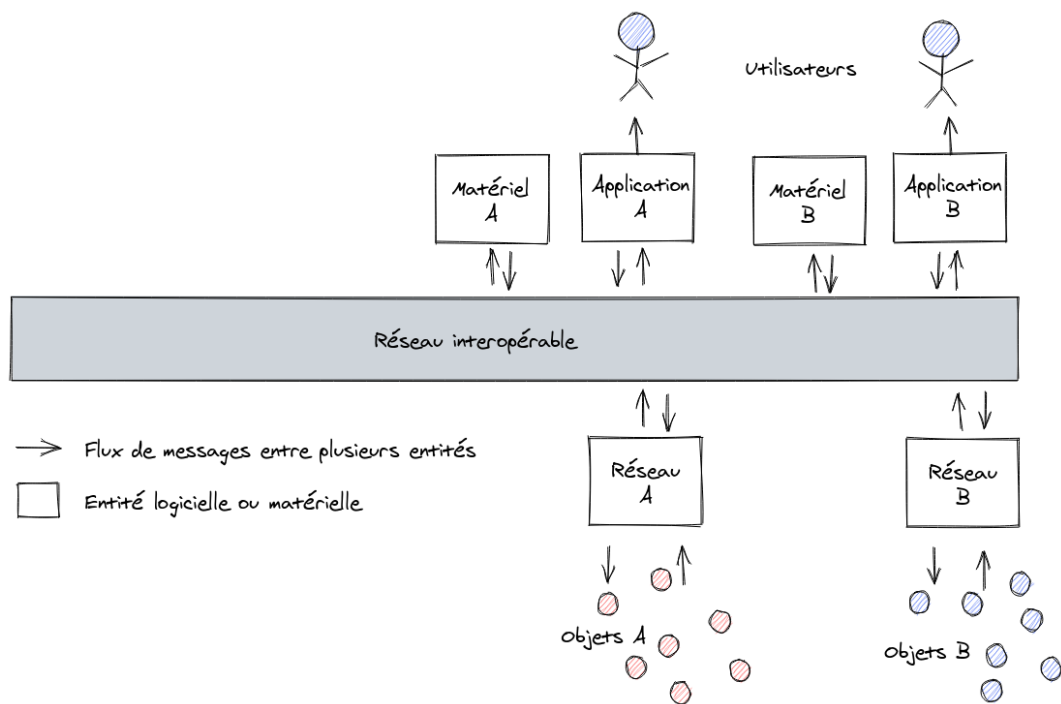 Utilisateurs
Matériel
A
Application
A
Matériel
B
Application
B
Réseau interopérable
Flux de messages entre plusieurs entités
Entité logicielle ou matérielle
Réseau
A
Réseau
B
Objets A
Objets B